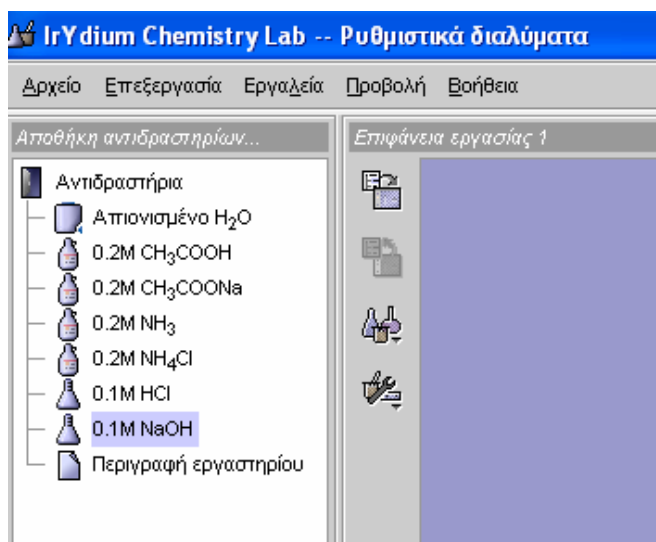 IrYdium Chemistry Lab -- Ρυθμιστικά διαλύματα
Αρχείο Επεξεργασία Εργαλεία Προβολή Βοήθεια
Αποθήκη αντιδραστηρίων...
Επιφάνεια εργασίας 1
Αντιδραστήρια
Απιονισμένο H₂O
0.2M CH₃COOH
0.2M CH₃COONa
0.2M NH₃
0.2M NH₄Cl
0.1M HCl
0.1M NaOH
Περιγραφή εργαστηρίου